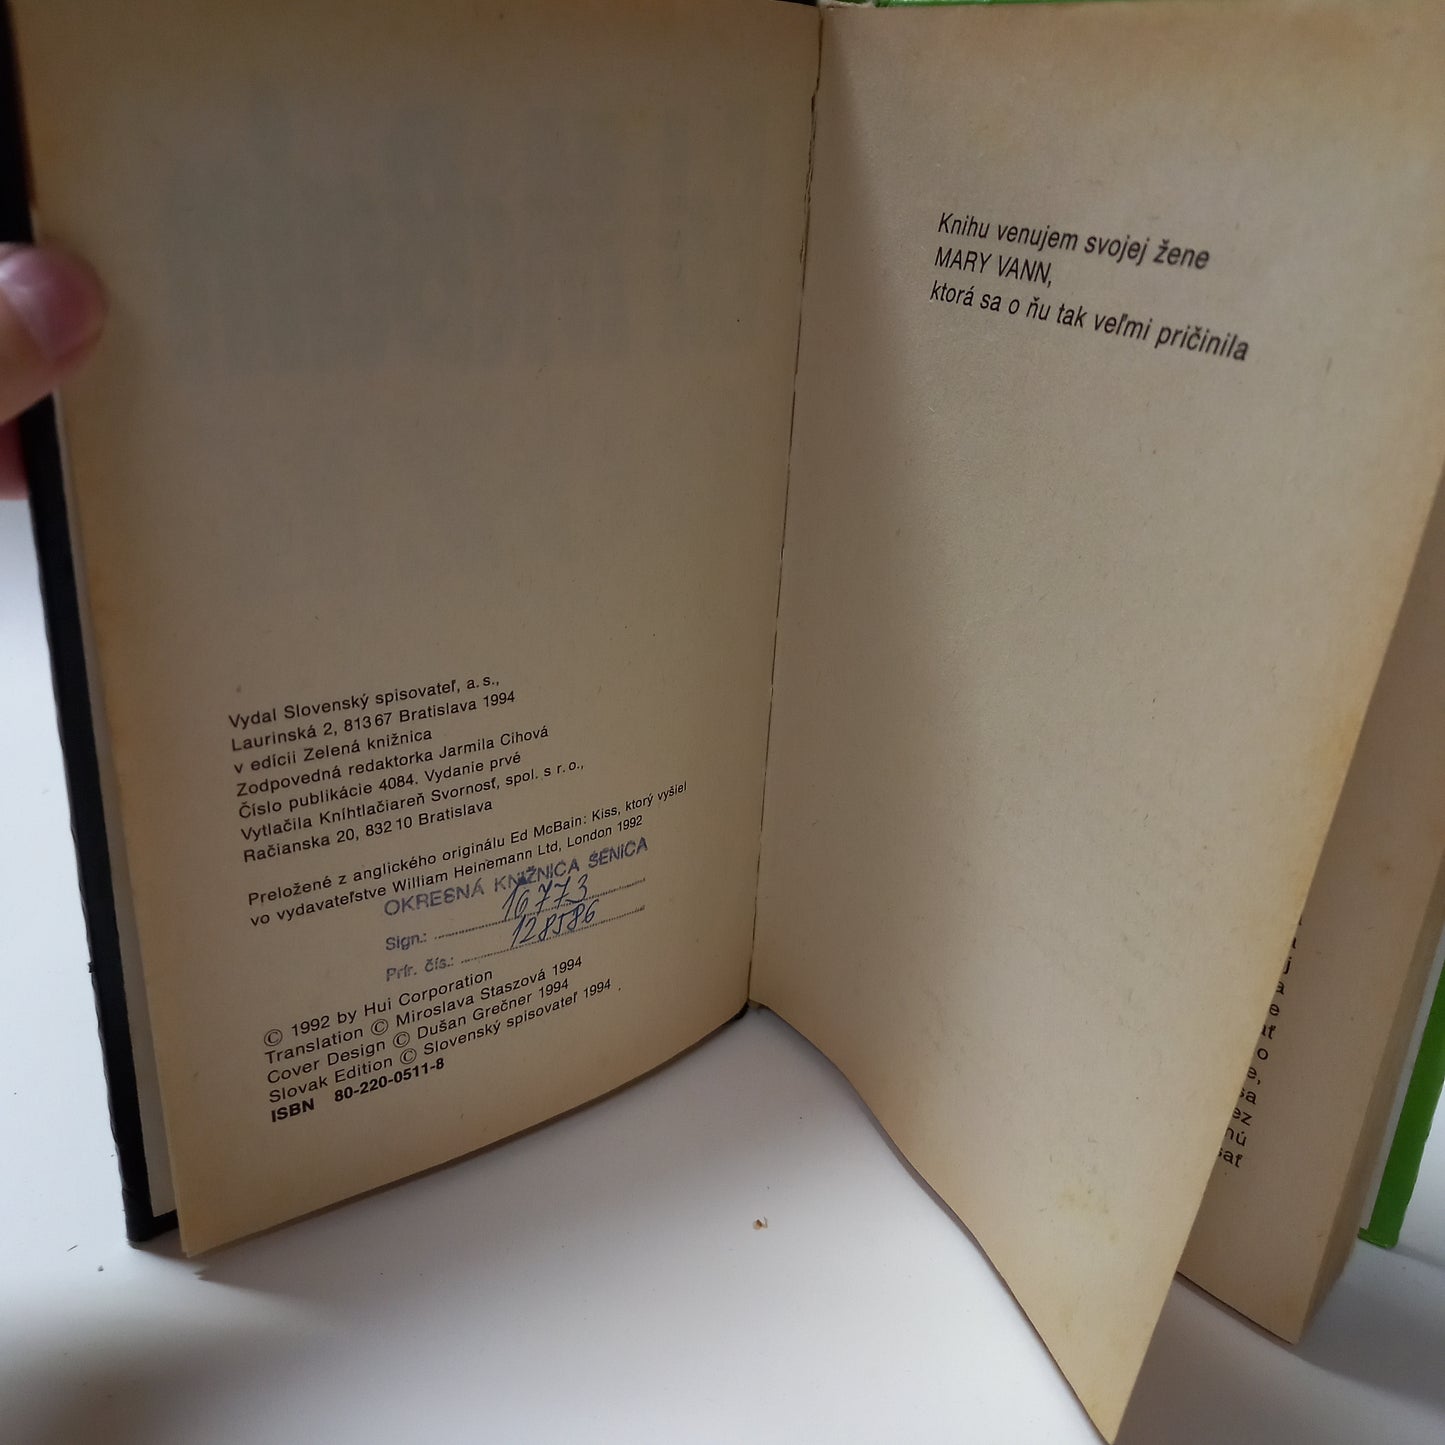 Vydal Slovenský spisovateľ, a. s.,
Laurinská 2, 813 67 Bratislava 1994
v edícii Zelená knižnica
Zodpovedná redaktorka Jarmila Cihová
Číslo publikácie 4084. Vydanie prvé
Vytlačila Kníhtlačiareň Svornosť, spol. s r. o.,
Račianska 20, 832 10 Bratislava
Preložené z anglického originálu Ed McBain: Kiss, ktorý vyšiel
vo vydavateľstve William Heinemann Ltd, London 1992
OKRESNÁ KNIŽNICA SENICA
Sign.: 16773
Prír. čís.: 128586
© 1992 by Hui Corporation
Translation © Miroslava Staszová 1994
Cover Design © Dušan Grečner 1994
Slovak Edition © Slovenský spisovateľ 1994
ISBN 80-220-0511-8
Knihu venujem svojej žene
MARY VANN,
ktorá sa o ňu tak veľmi pričinila